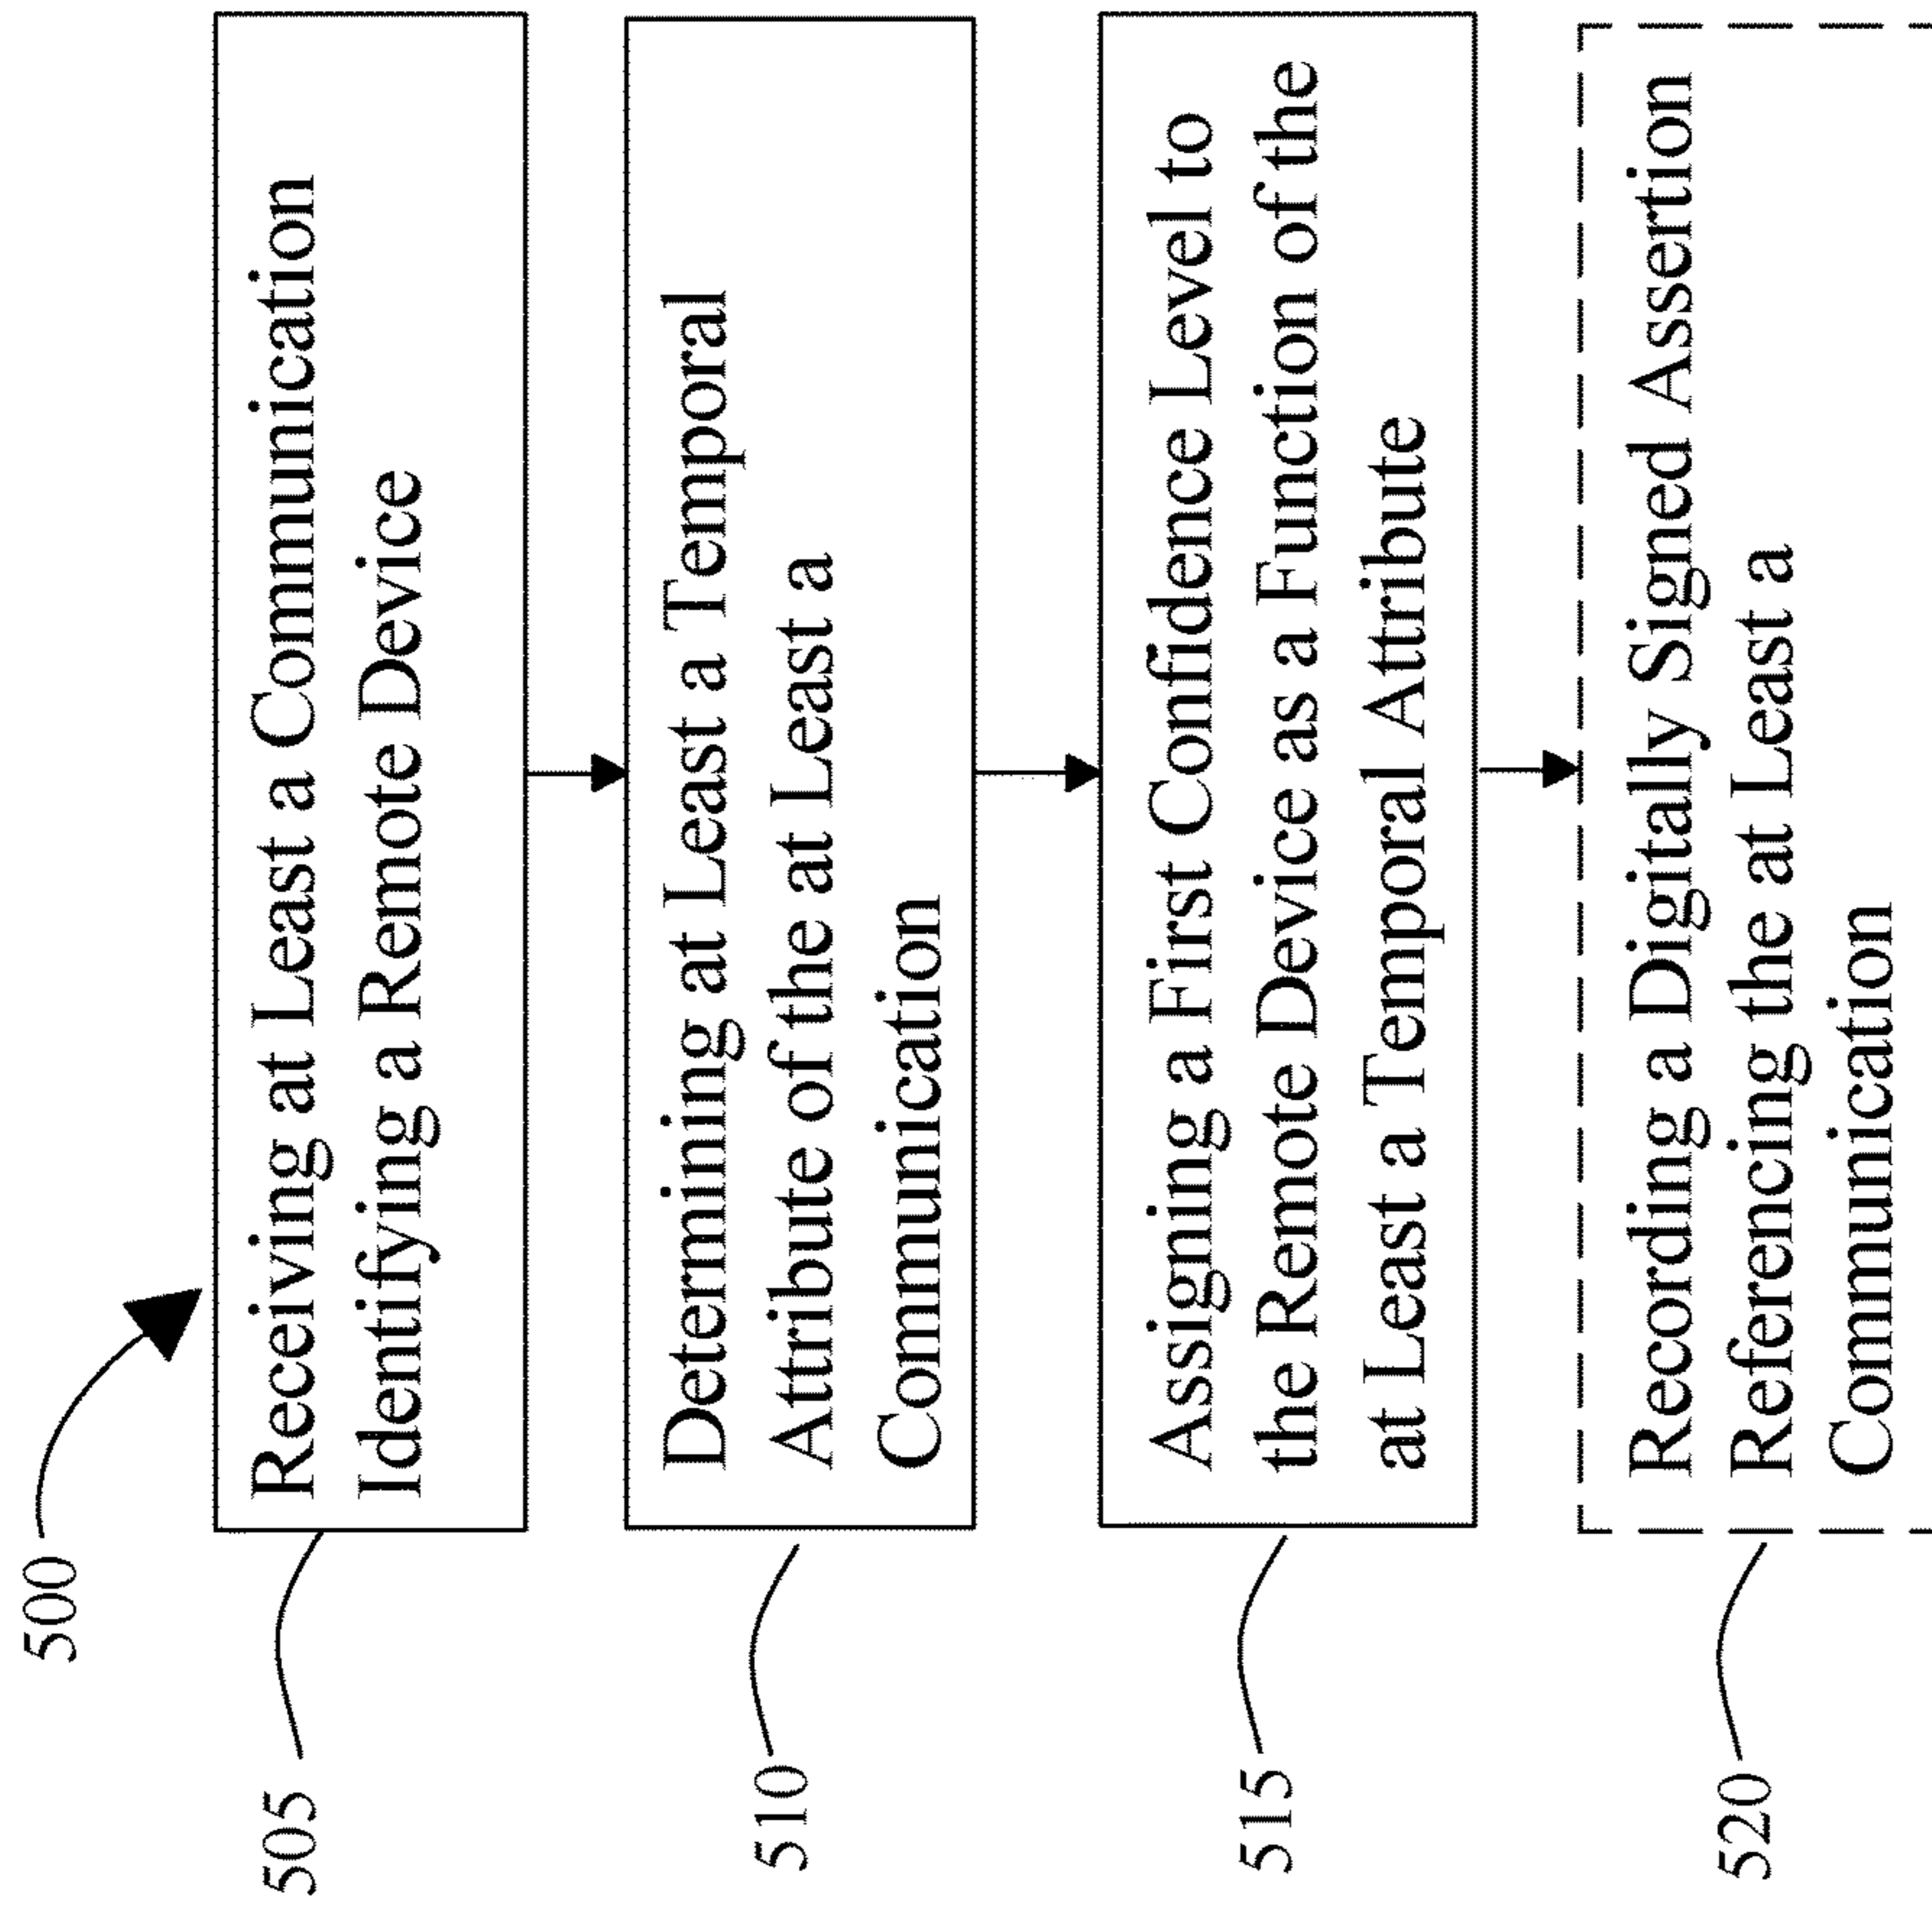 500
505
Receiving at Least a Communication
Identifying a Remote Device
510
Determining at Least a Temporal
Attribute of the at Least a
Communication
515
Assigning a First Confidence Level to
the Remote Device as a Function of the
at Least a Temporal Attribute
520
Recording a Digitally Signed Assertion
Referencing the at Least a
Communication